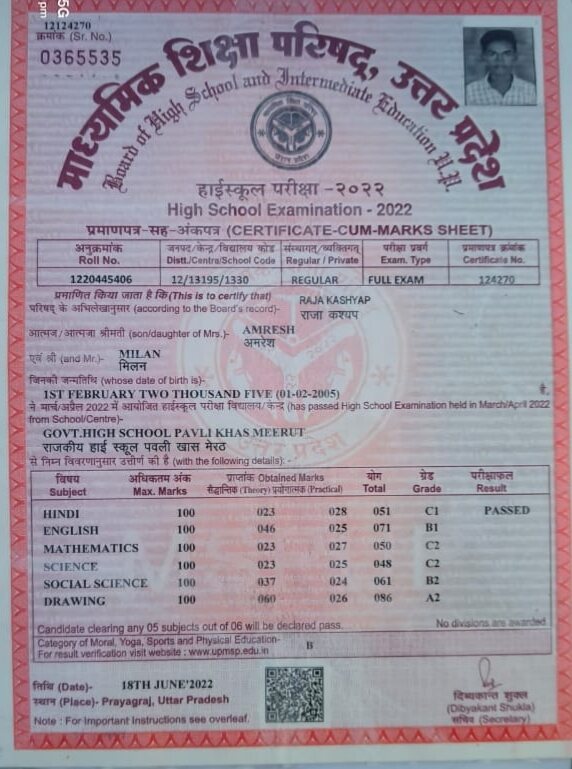 5G
pm
12124270
क्रमांक (Sr. No.)
0365535
माध्यमिक शिक्षा परिषद्, उत्तर प्रदेश
Board of High School and Intermediate Education U.P.
हाईस्कूल परीक्षा -२०२२
High School Examination - 2022
प्रमाणपत्र-सह-अंकपत्र (CERTIFICATE-CUM-MARKS SHEET)
अनुक्रमांक जनपद/केन्द्र/विद्यालय कोड संस्थागत/व्यक्तिगत परीक्षा प्रवर्ग प्रमाणपत्र क्रमांक
Roll No. Distt./Centra/School Code Regular / Private Exam. Type Certificate No.
1220445406 12/13195/1330 REGULAR FULL EXAM 124270
प्रमाणित किया जाता है कि (This is to certify that) RAJA KASHYAP
परिषद् के अभिलेखानुसार (according to the Board's record)- राजा कश्यप
आत्मज/आत्मजा श्रीमती (son/daughter of Mrs.)- AMRESH
अमरेश
एवं श्री (and Mr.)- MILAN
मिलन
जिनकी जन्मतिथि (whose date of birth is)-
1ST FEBRUARY TWO THOUSAND FIVE (01-02-2005) है,
ने मार्च/अप्रैल 2022 में आयोजित हाईस्कूल परीक्षा विद्यालय/केन्द्र (has passed High School Examination held in March/April 2022
from School/Centre)-
GOVT.HIGH SCHOOL PAVLI KHAS MEERUT
राजकीय हाई स्कूल पवली खास मेरठ
से निम्न विवरणानुसार उत्तीर्ण की है (with the following details): -
विषय अधिकतम अंक प्राप्तांक Obtained Marks योग ग्रेड परीक्षाफल
Subject Max. Marks सैद्धान्तिक (Theory) प्रयोगात्मक (Practical) Total Grade Result
HINDI 100 023 028 051 C1 PASSED
ENGLISH 100 046 025 071 B1
MATHEMATICS 100 023 027 050 C2
SCIENCE 100 023 025 048 C2
SOCIAL SCIENCE 100 037 024 061 B2
DRAWING 100 060 026 086 A2
Candidate clearing any 05 subjects out of 06 will be declared pass. No divisions are awarded
Category of Moral, Yoga, Sports and Physical Education- B
For result verification visit website : www.upmsp.edu.in
तिथि (Date)- 18TH JUNE'2022
स्थान (Place)- Prayagraj, Uttar Pradesh
Note : For Important Instructions see overleaf.
दिब्यकान्त शुक्ल
(Dibyakant Shukla)
सचिव (Secretary)